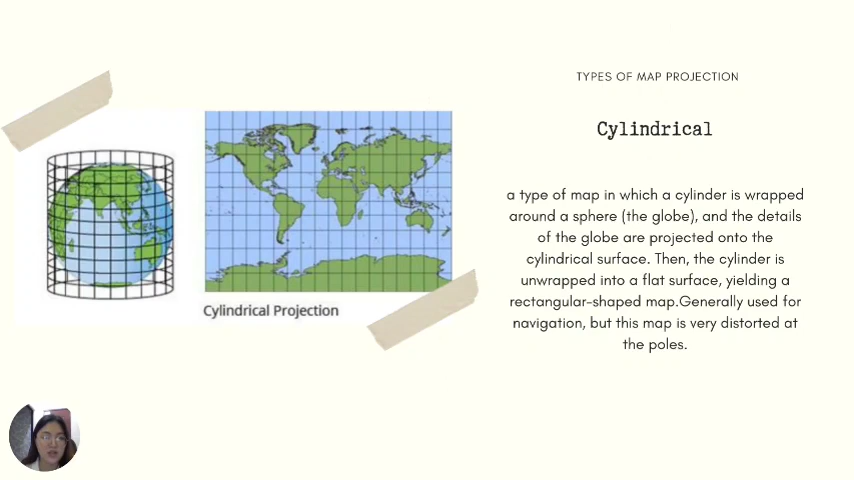 TYPES OF MAP PROJECTION
Cylindrical
a type of map in which a cylinder is wrapped
around a sphere (the globe), and the details
of the globe are projected onto the
cylindrical surface. Then, the cylinder is
unwrapped into a flat surface, yielding a
rectangular-shaped map.Generally used for
navigation, but this map is very distorted at
the poles.
Cylindrical Projection